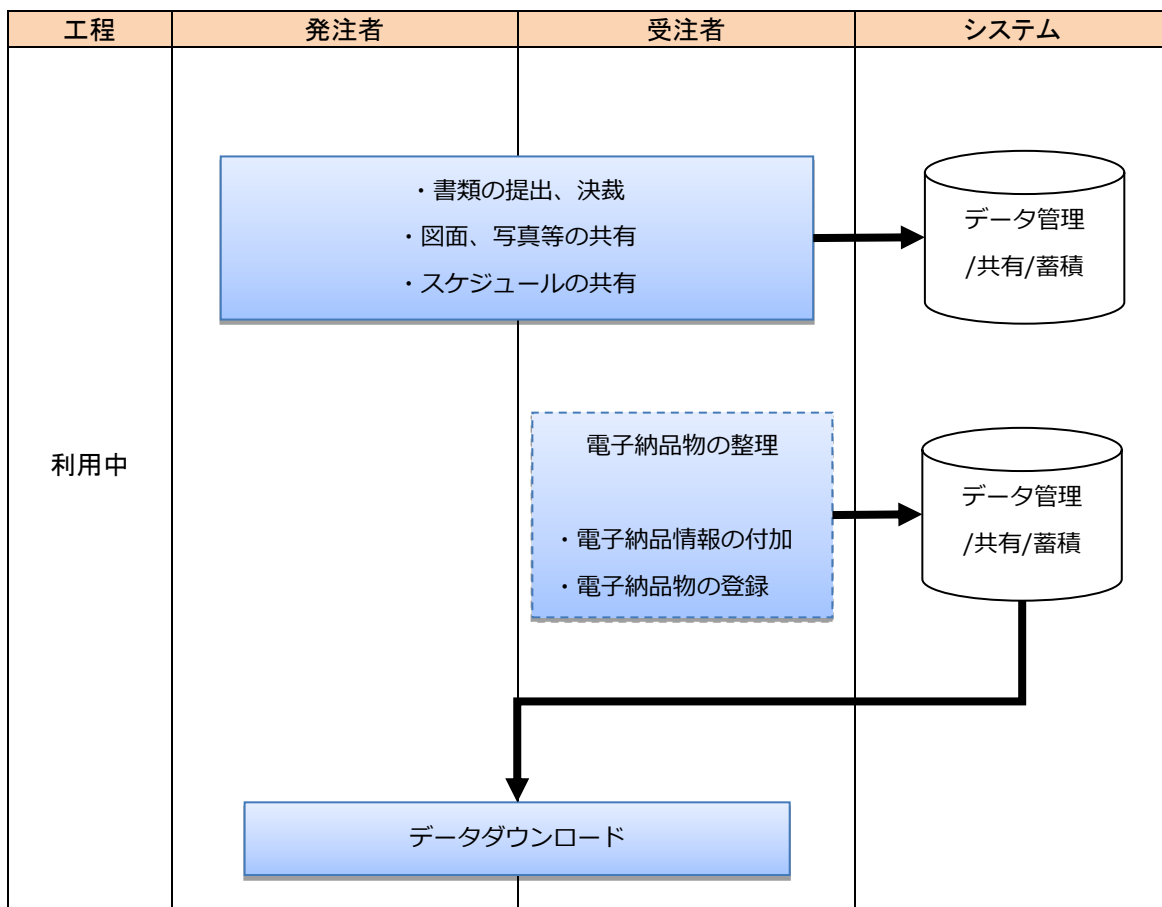 工程
発注者
受注者
システム
・書類の提出、決裁
・図面、写真等の共有
・スケジュールの共有
データ管理
/共有/蓄積
利用中
電子納品物の整理
・電子納品情報の付加
・電子納品物の登録
データ管理
/共有/蓄積
データダウンロード